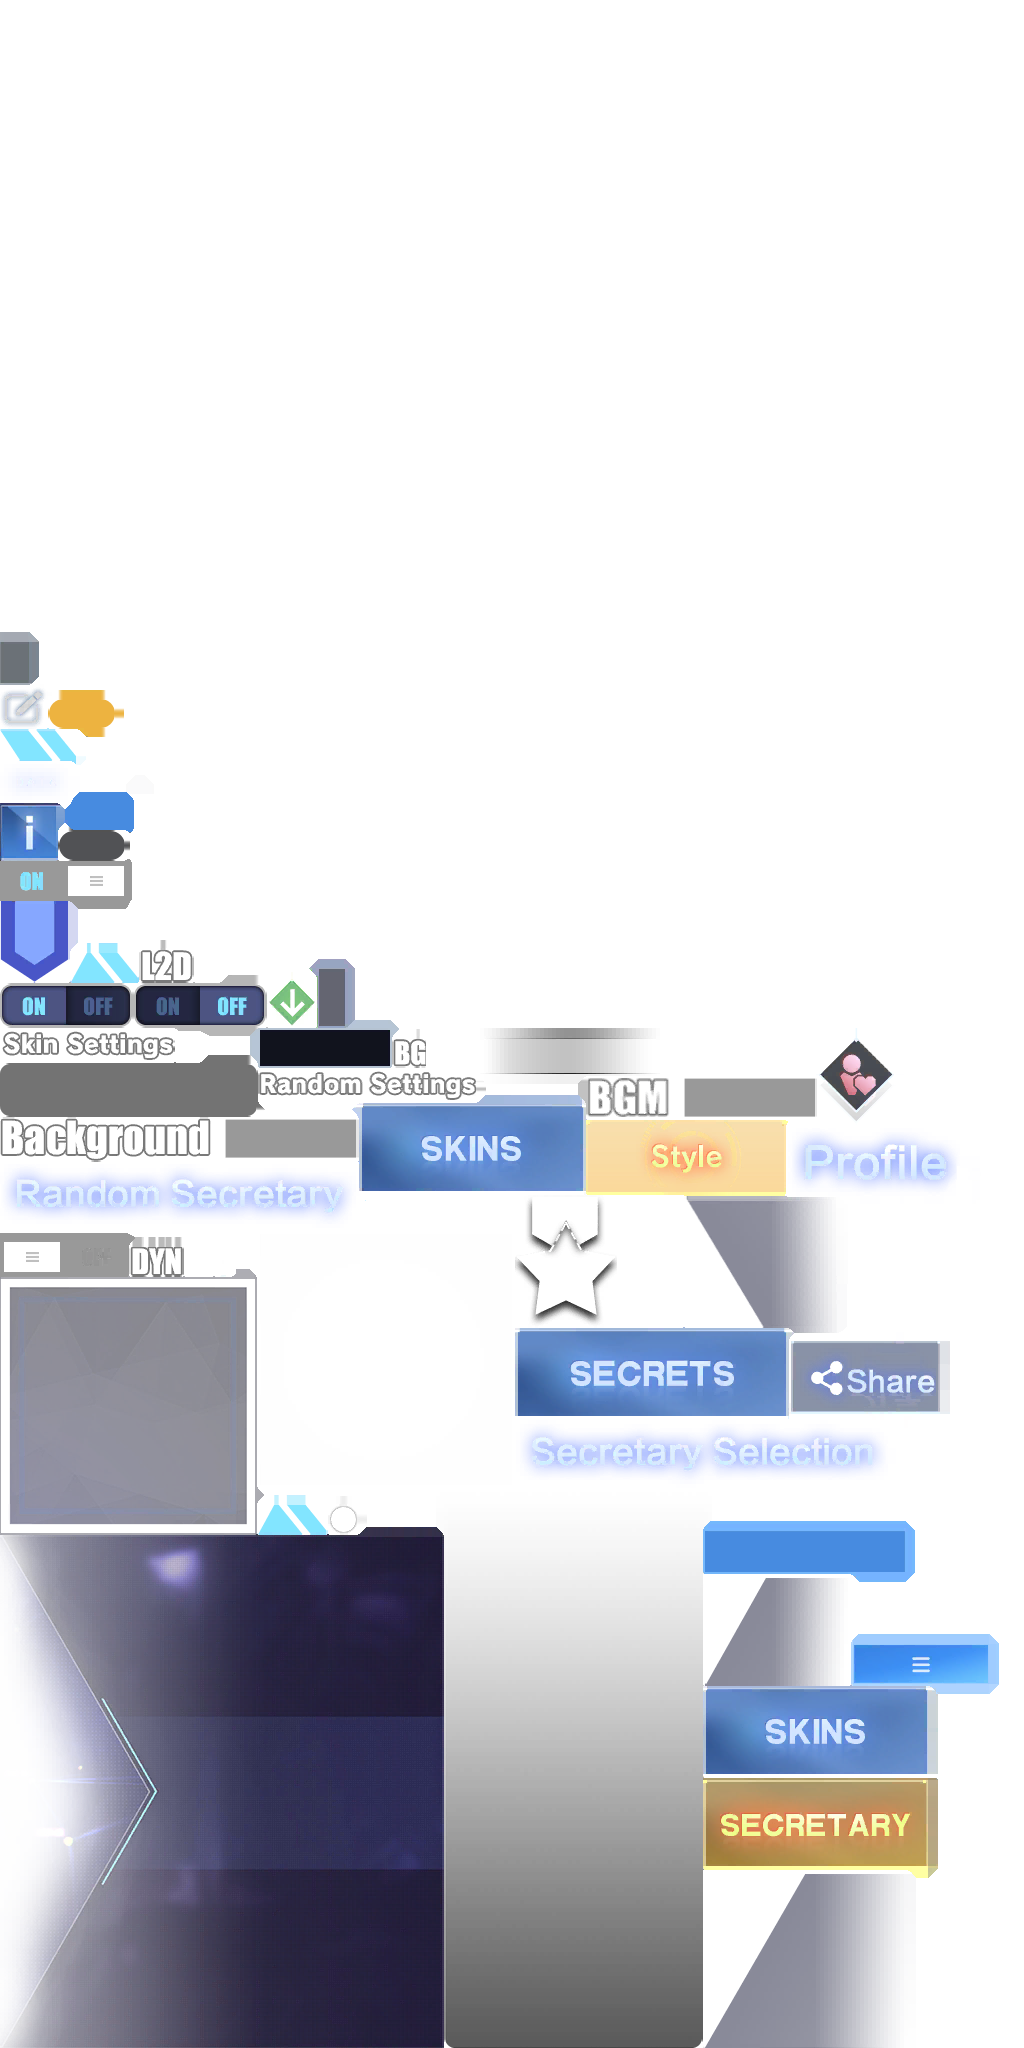 i
ON
L2D
ON OFF
ON OFF
Skin Settings
BG
Random Settings
BGM
Background
SKINS
Style
Profile
Random Secretary
DYN
SECRETS
Share
Secretary Selection
SKINS
SECRETARY